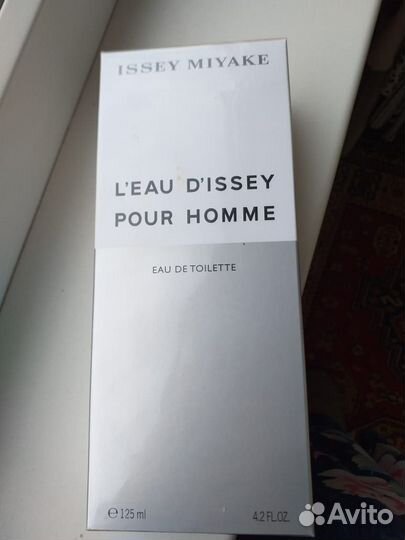 ISSEY MIYAKE
L'EAU D'ISSEY
POUR HOMME
EAU DE TOILETTE
℮ 125 ml 4.2 FL.OZ.
Avito